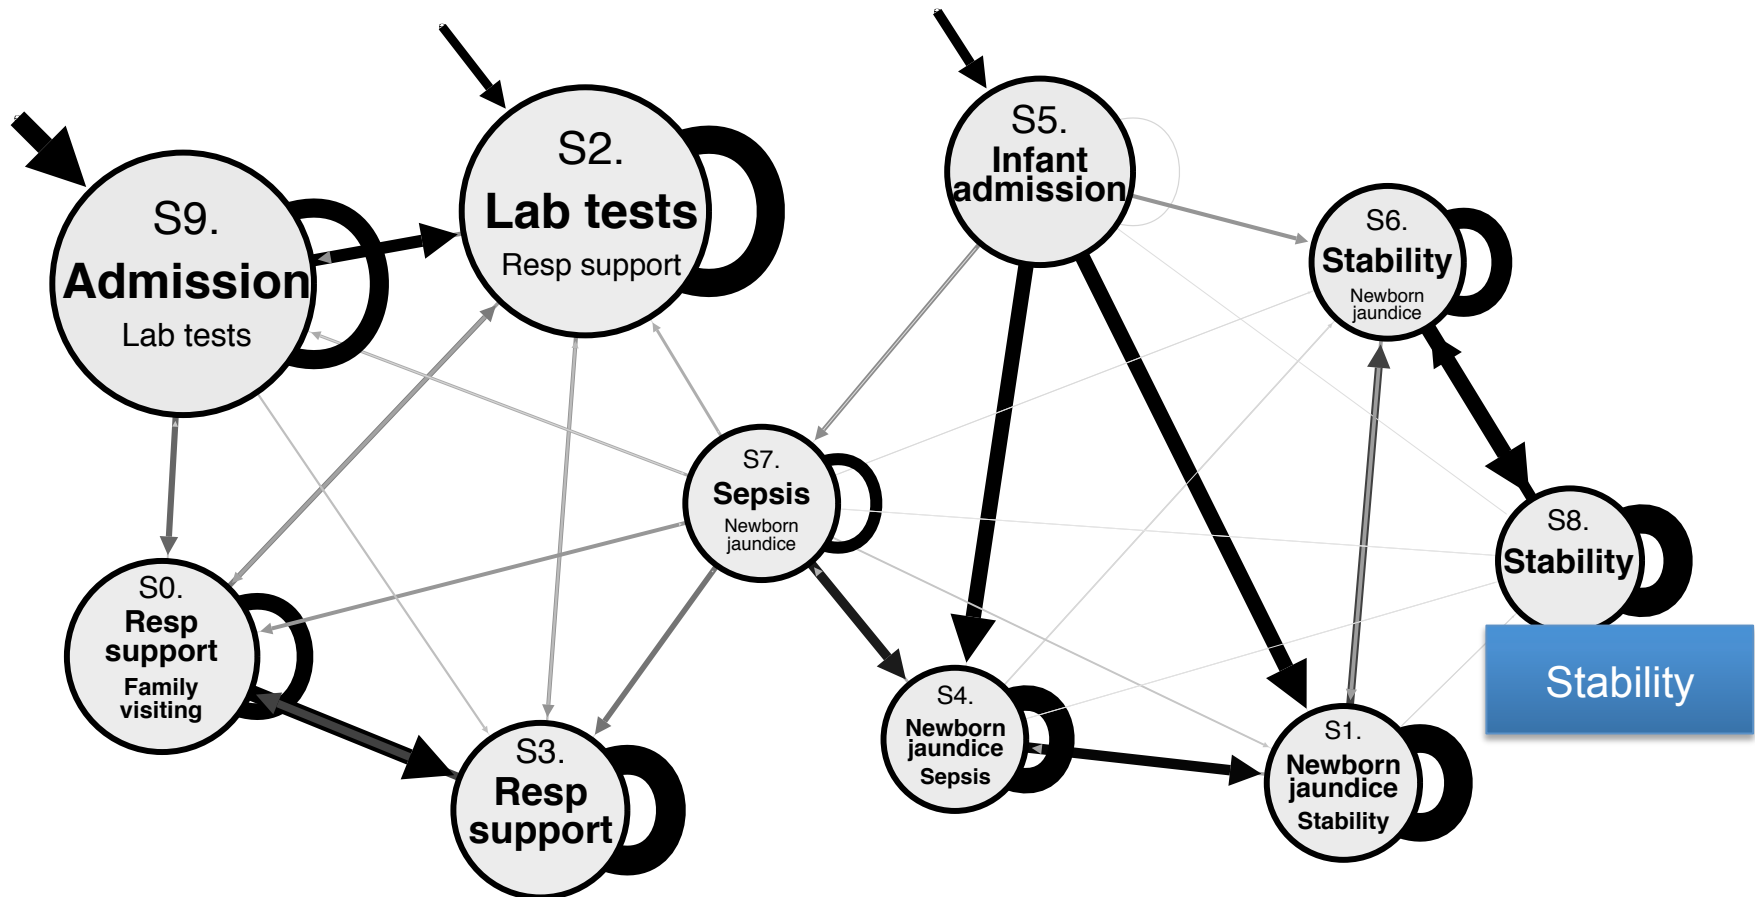 S9.
Admission
Lab tests
S2.
Lab tests
Resp support
S5.
Infant
admission
S6.
Stability
Newborn
jaundice
S7.
Sepsis
Newborn
jaundice
S8.
Stability
Stability
S0.
Resp
support
Family
visiting
S3.
Resp
support
S4.
Newborn
jaundice
Sepsis
S1.
Newborn
jaundice
Stability